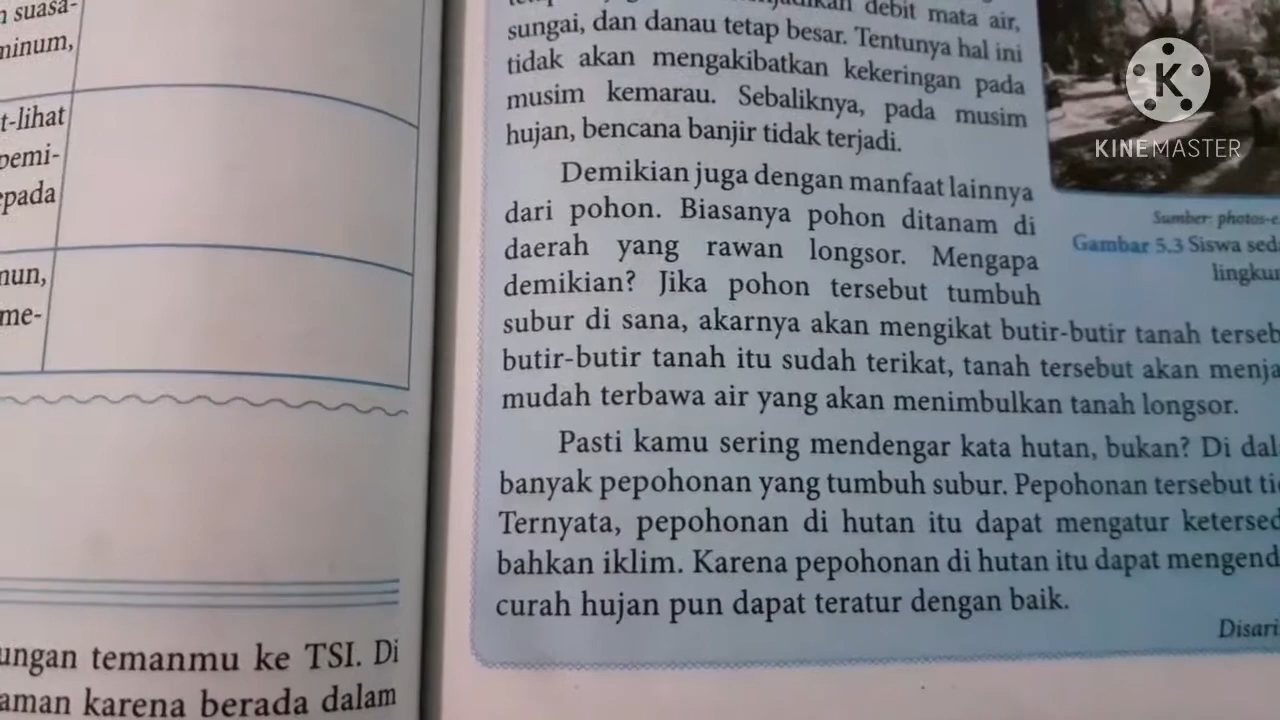 suasa-
minum,
t-lihat
pemi-
epada
nun,
me-
ungan temanmu ke TSI. Di
aman karena berada dalam
debit mata air,
sungai, dan danau tetap besar. Tentunya hal ini
tidak akan mengakibatkan kekeringan pada
musim kemarau. Sebaliknya, pada musim
hujan, bencana banjir tidak terjadi.
Demikian juga dengan manfaat lainnya
dari pohon. Biasanya pohon ditanam di
daerah yang rawan longsor. Mengapa
demikian? Jika pohon tersebut tumbuh
subur di sana, akarnya akan mengikat butir-butir tanah terseb
butir-butir tanah itu sudah terikat, tanah tersebut akan menja
mudah terbawa air yang akan menimbulkan tanah longsor.
Pasti kamu sering mendengar kata hutan, bukan? Di dal
banyak pepohonan yang tumbuh subur. Pepohonan tersebut ti
Ternyata, pepohonan di hutan itu dapat mengatur ketersed
bahkan iklim. Karena pepohonan di hutan itu dapat mengend
curah hujan pun dapat teratur dengan baik.
Disari
Sumber: photos-e
Gambar 5.3 Siswa seda
lingkun
K
KINEMASTER